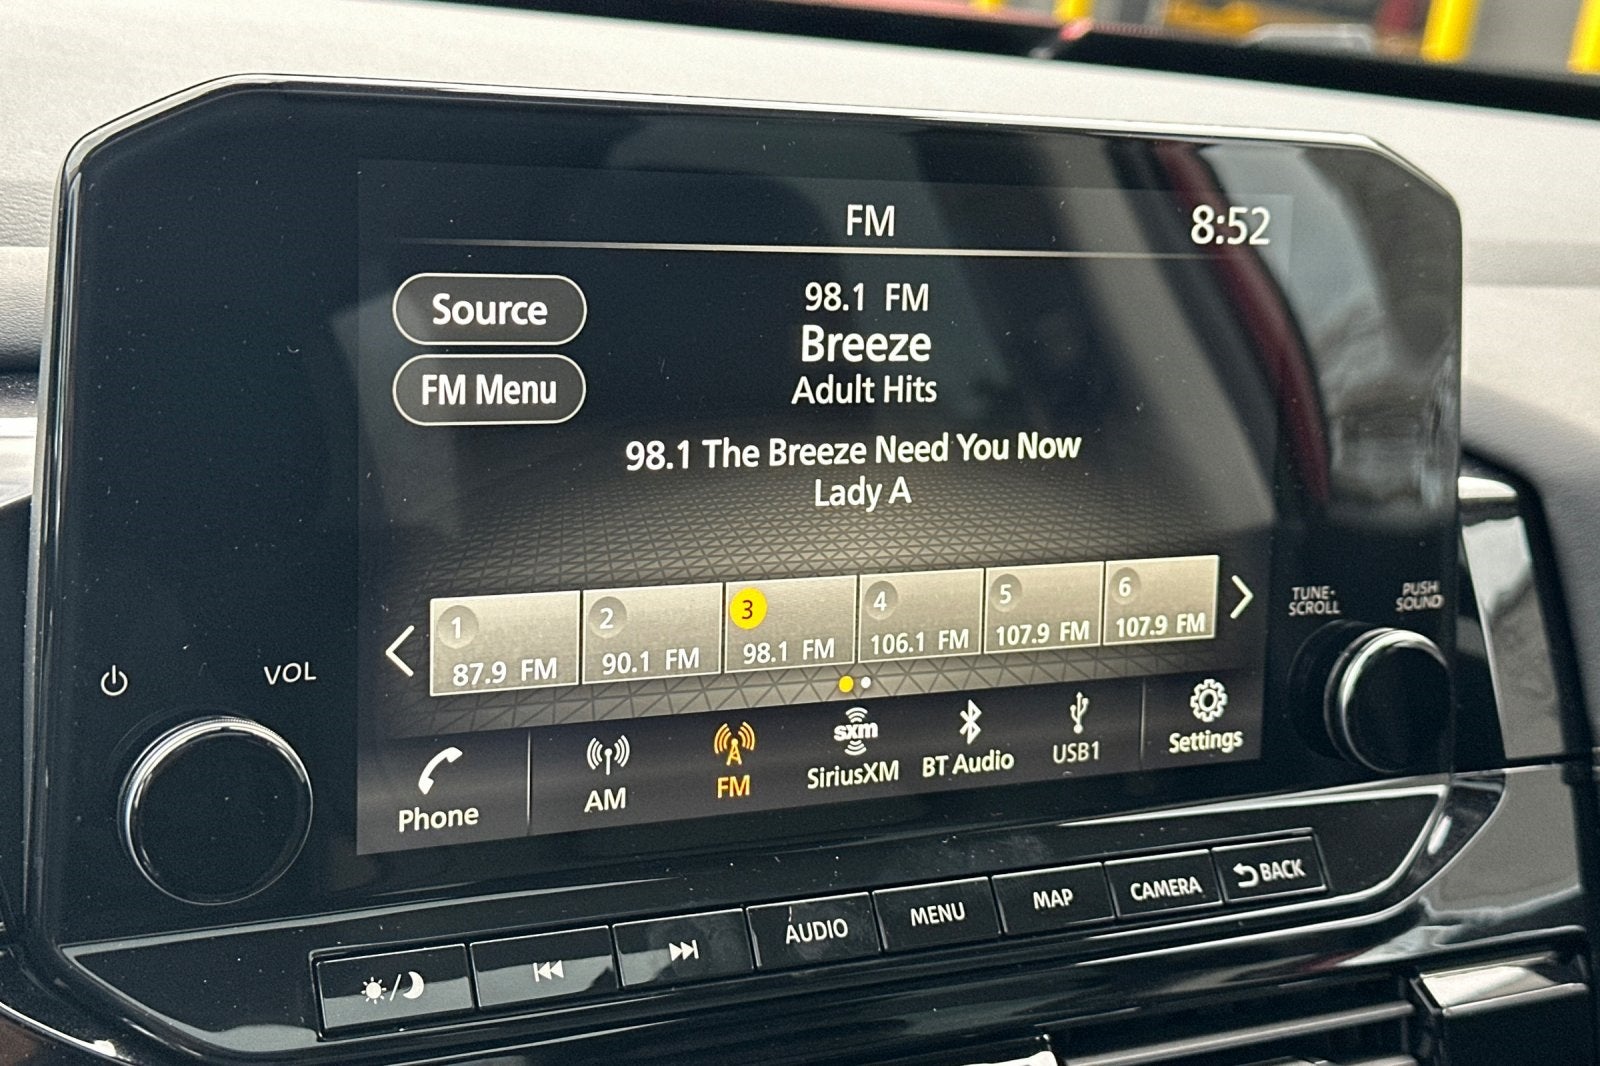 FM
8:52
Source
98.1 FM
Breeze
FM Menu
Adult Hits
98.1 The Breeze Need You Now
Lady A
1
87.9 FM
2
90.1 FM
3
98.1 FM
4
106.1 FM
5
107.9 FM
6
107.9 FM
TUNE·
SCROLL
PUSH
SOUND
VOL
Phone
AM
FM
sxm
SiriusXM
BT Audio
USB1
Settings
AUDIO
MENU
MAP
CAMERA
BACK